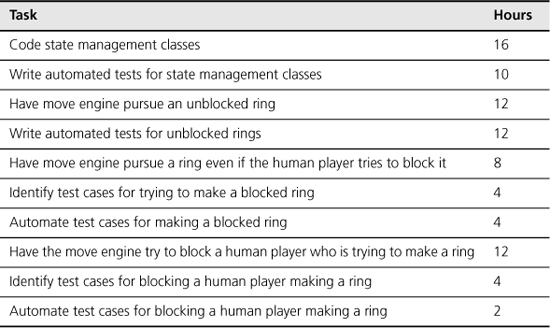 Task Hours
Code state management classes 16
Write automated tests for state management classes 10
Have move engine pursue an unblocked ring 12
Write automated tests for unblocked rings 12
Have move engine pursue a ring even if the human player tries to block it 8
Identify test cases for trying to make a blocked ring 4
Automate test cases for making a blocked ring 4
Have the move engine try to block a human player who is trying to make a ring 12
Identify test cases for blocking a human player making a ring 4
Automate test cases for blocking a human player making a ring 2